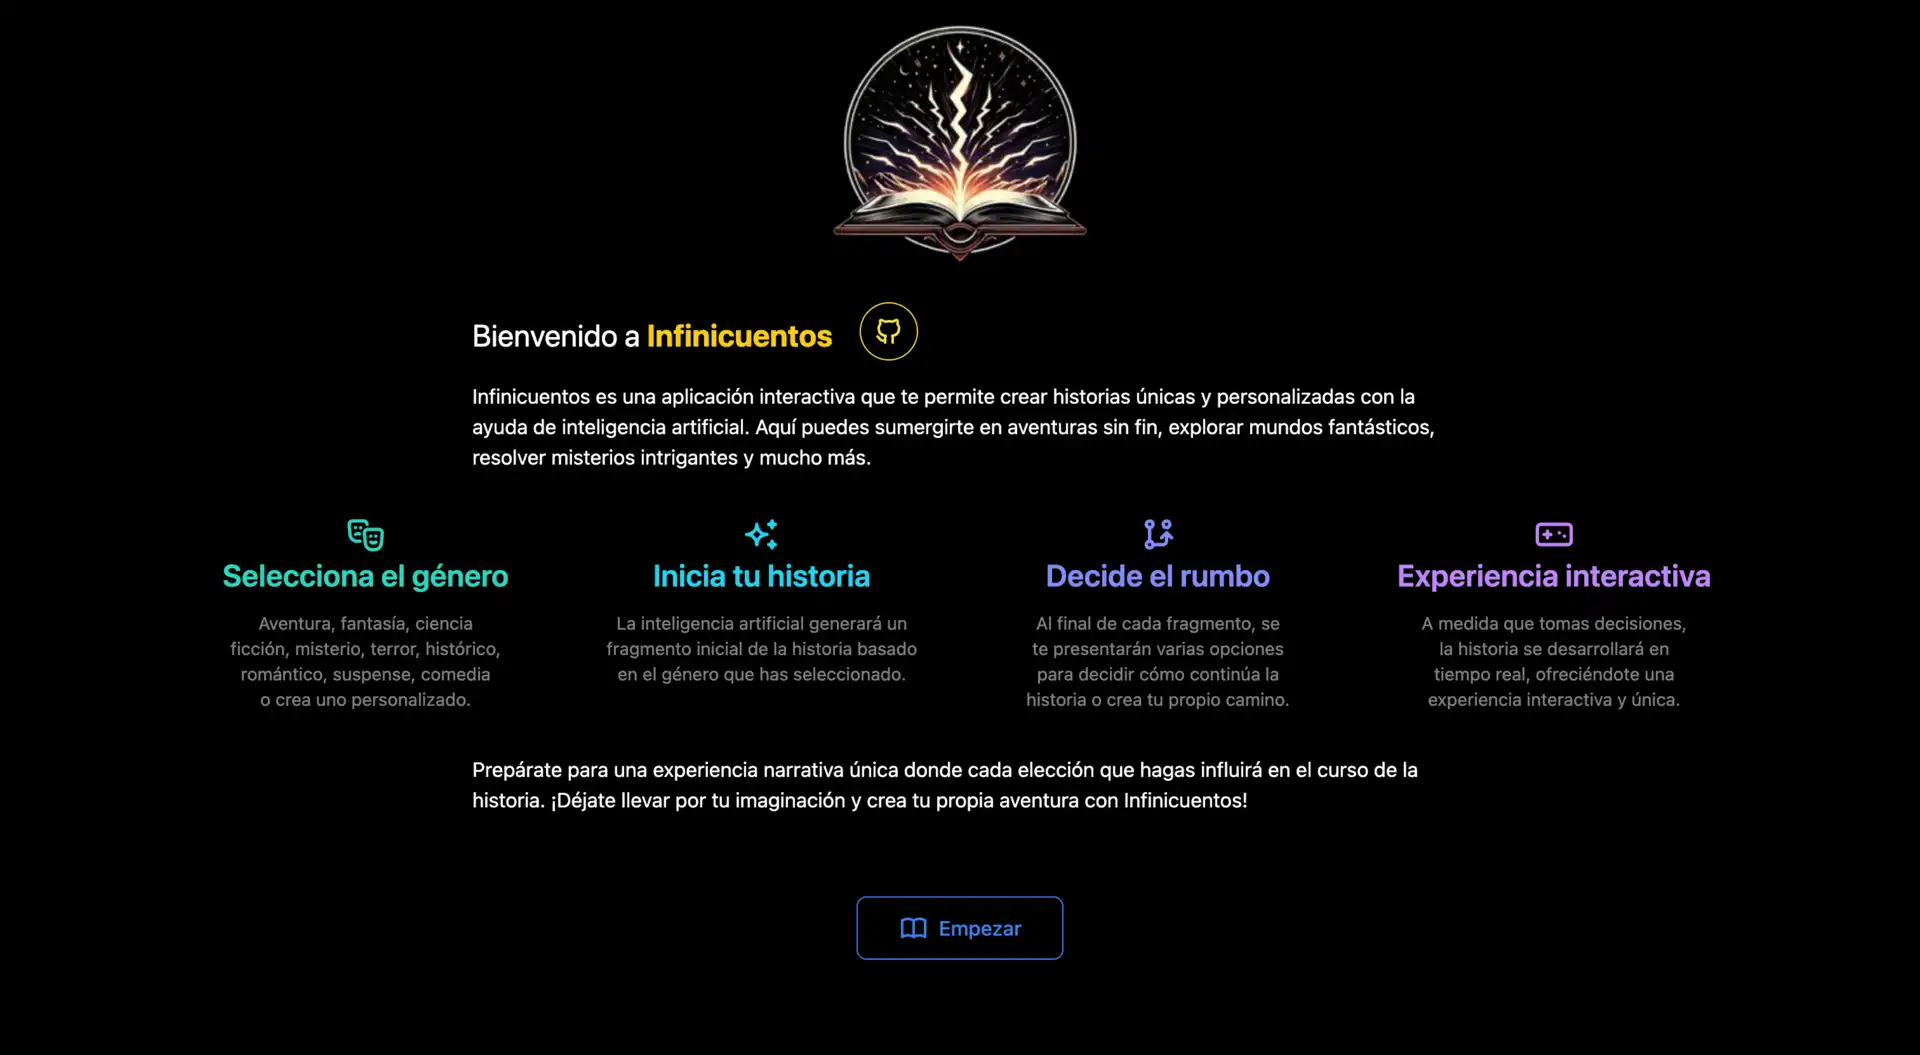 Bienvenido a Infinicuentos
Infinicuentos es una aplicación interactiva que te permite crear historias únicas y personalizadas con la
ayuda de inteligencia artificial. Aquí puedes sumergirte en aventuras sin fin, explorar mundos fantásticos,
resolver misterios intrigantes y mucho más.
Selecciona el género
Aventura, fantasía, ciencia
ficción, misterio, terror, histórico,
romántico, suspense, comedia
o crea uno personalizado.
Inicia tu historia
La inteligencia artificial generará un
fragmento inicial de la historia basado
en el género que has seleccionado.
Decide el rumbo
Al final de cada fragmento, se
te presentarán varias opciones
para decidir cómo continúa la
historia o crea tu propio camino.
Experiencia interactiva
A medida que tomas decisiones,
la historia se desarrollará en
tiempo real, ofreciéndote una
experiencia interactiva y única.
Prepárate para una experiencia narrativa única donde cada elección que hagas influirá en el curso de la
historia. ¡Déjate llevar por tu imaginación y crea tu propia aventura con Infinicuentos!
Empezar